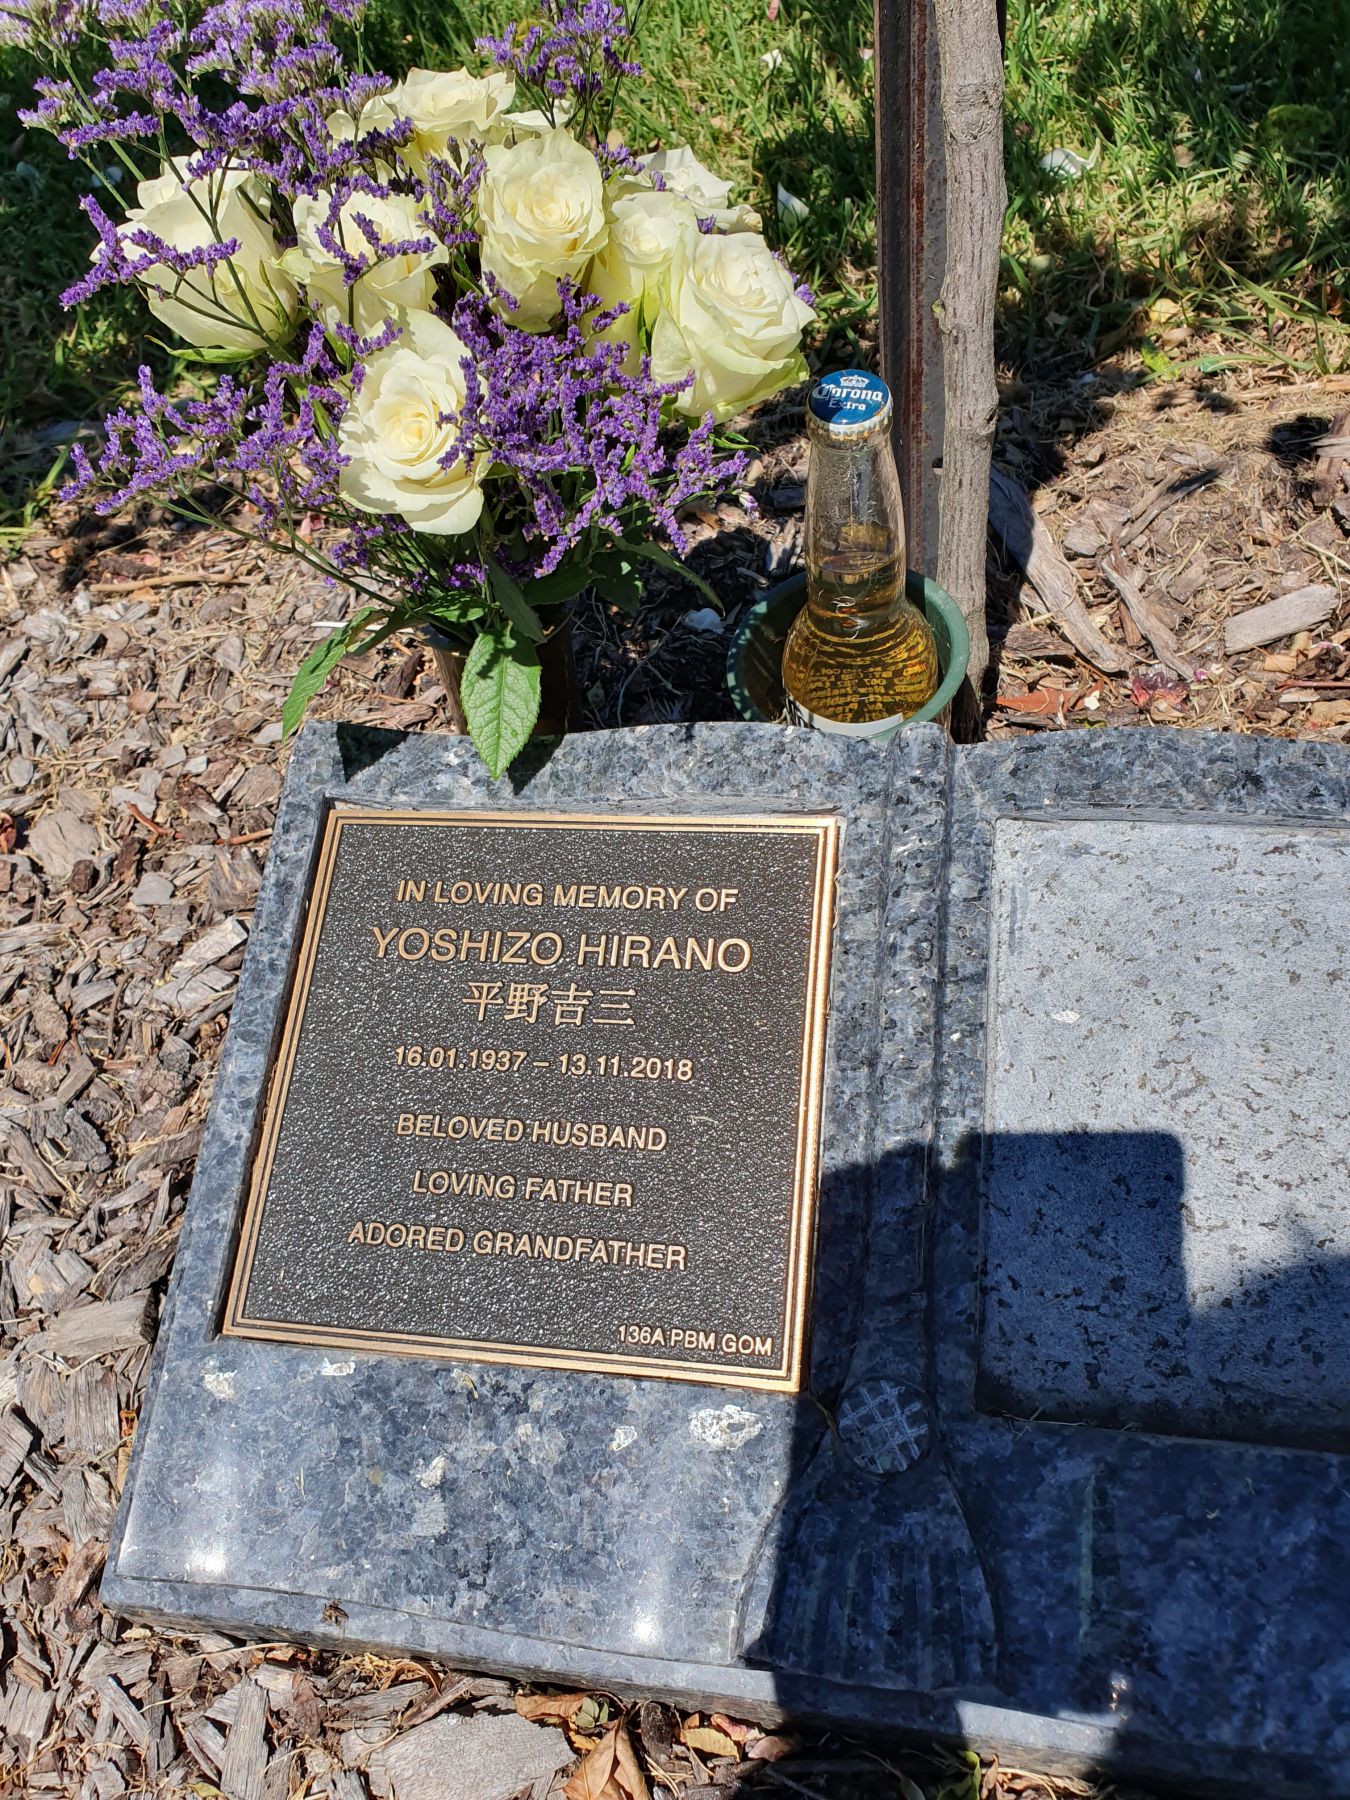 Corona
Extra
IN LOVING MEMORY OF
YOSHIZO HIRANO
平野吉三
16.01.1937 – 13.11.2018
BELOVED HUSBAND
LOVING FATHER
ADORED GRANDFATHER
136A PBM GOM